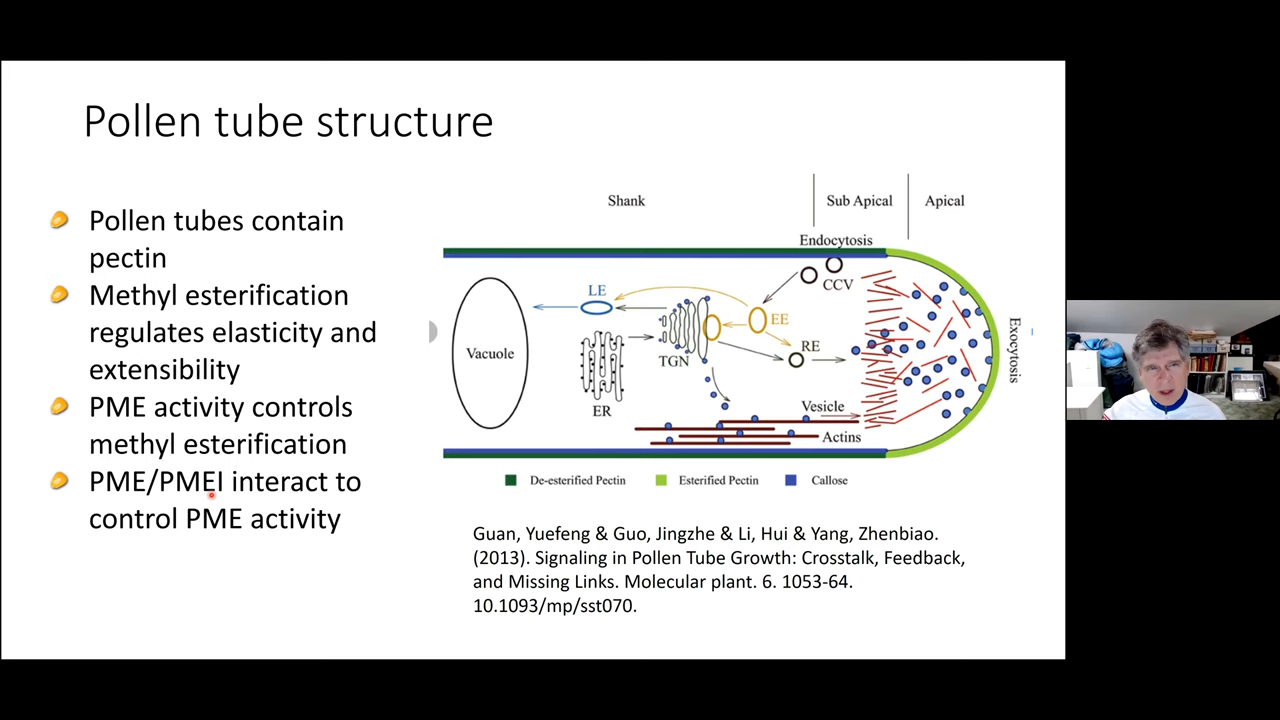 Pollen tube structure
Pollen tubes contain
pectin
Methyl esterification
regulates elasticity and
extensibility
PME activity controls
methyl esterification
PME/PMEI interact to
control PME activity
Shank
Sub Apical
Apical
Endocytosis
CCV
LE
EE
RE
TGN
Vacuole
ER
Vesicle
Actins
Exocytosis
De-esterified Pectin
Esterified Pectin
Callose
Guan, Yuefeng & Guo, Jingzhe & Li, Hui & Yang, Zhenbiao.
(2013). Signaling in Pollen Tube Growth: Crosstalk, Feedback,
and Missing Links. Molecular plant. 6. 1053-64.
10.1093/mp/sst070.